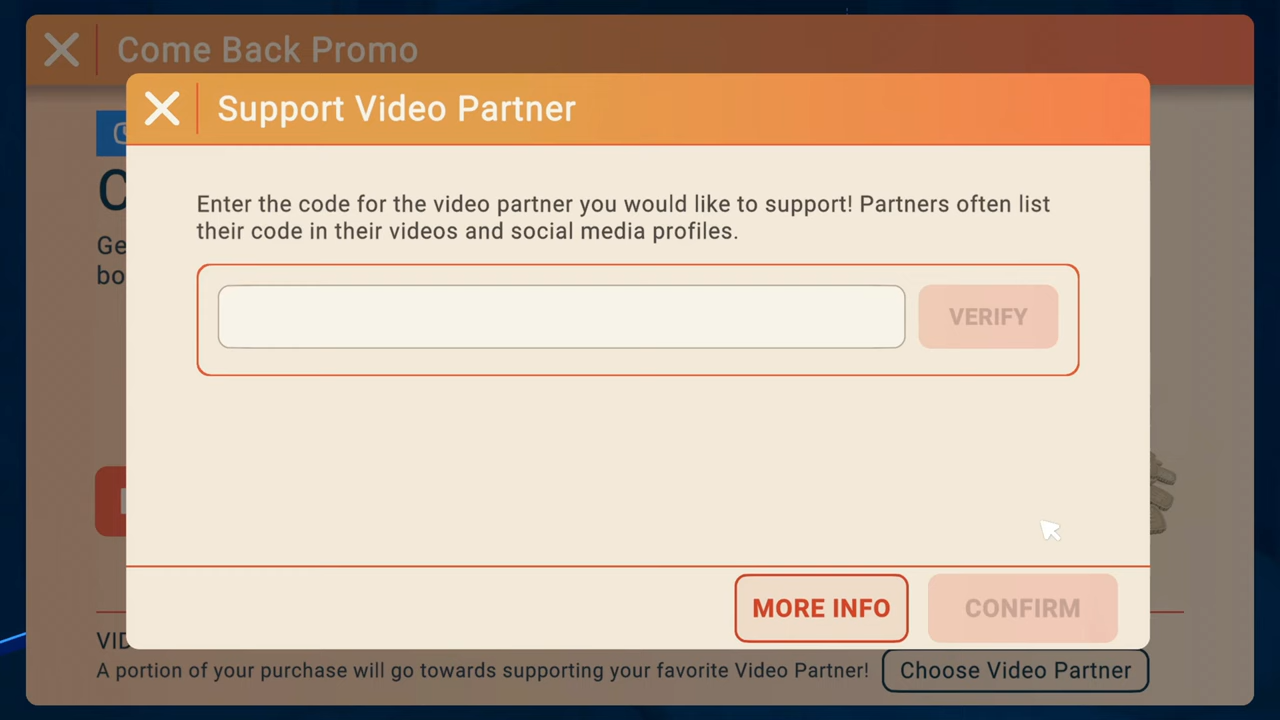 Come Back Promo
Support Video Partner
Enter the code for the video partner you would like to support! Partners often list
their code in their videos and social media profiles.
VERIFY
MORE INFO
CONFIRM
A portion of your purchase will go towards supporting your favorite Video Partner!
Choose Video Partner